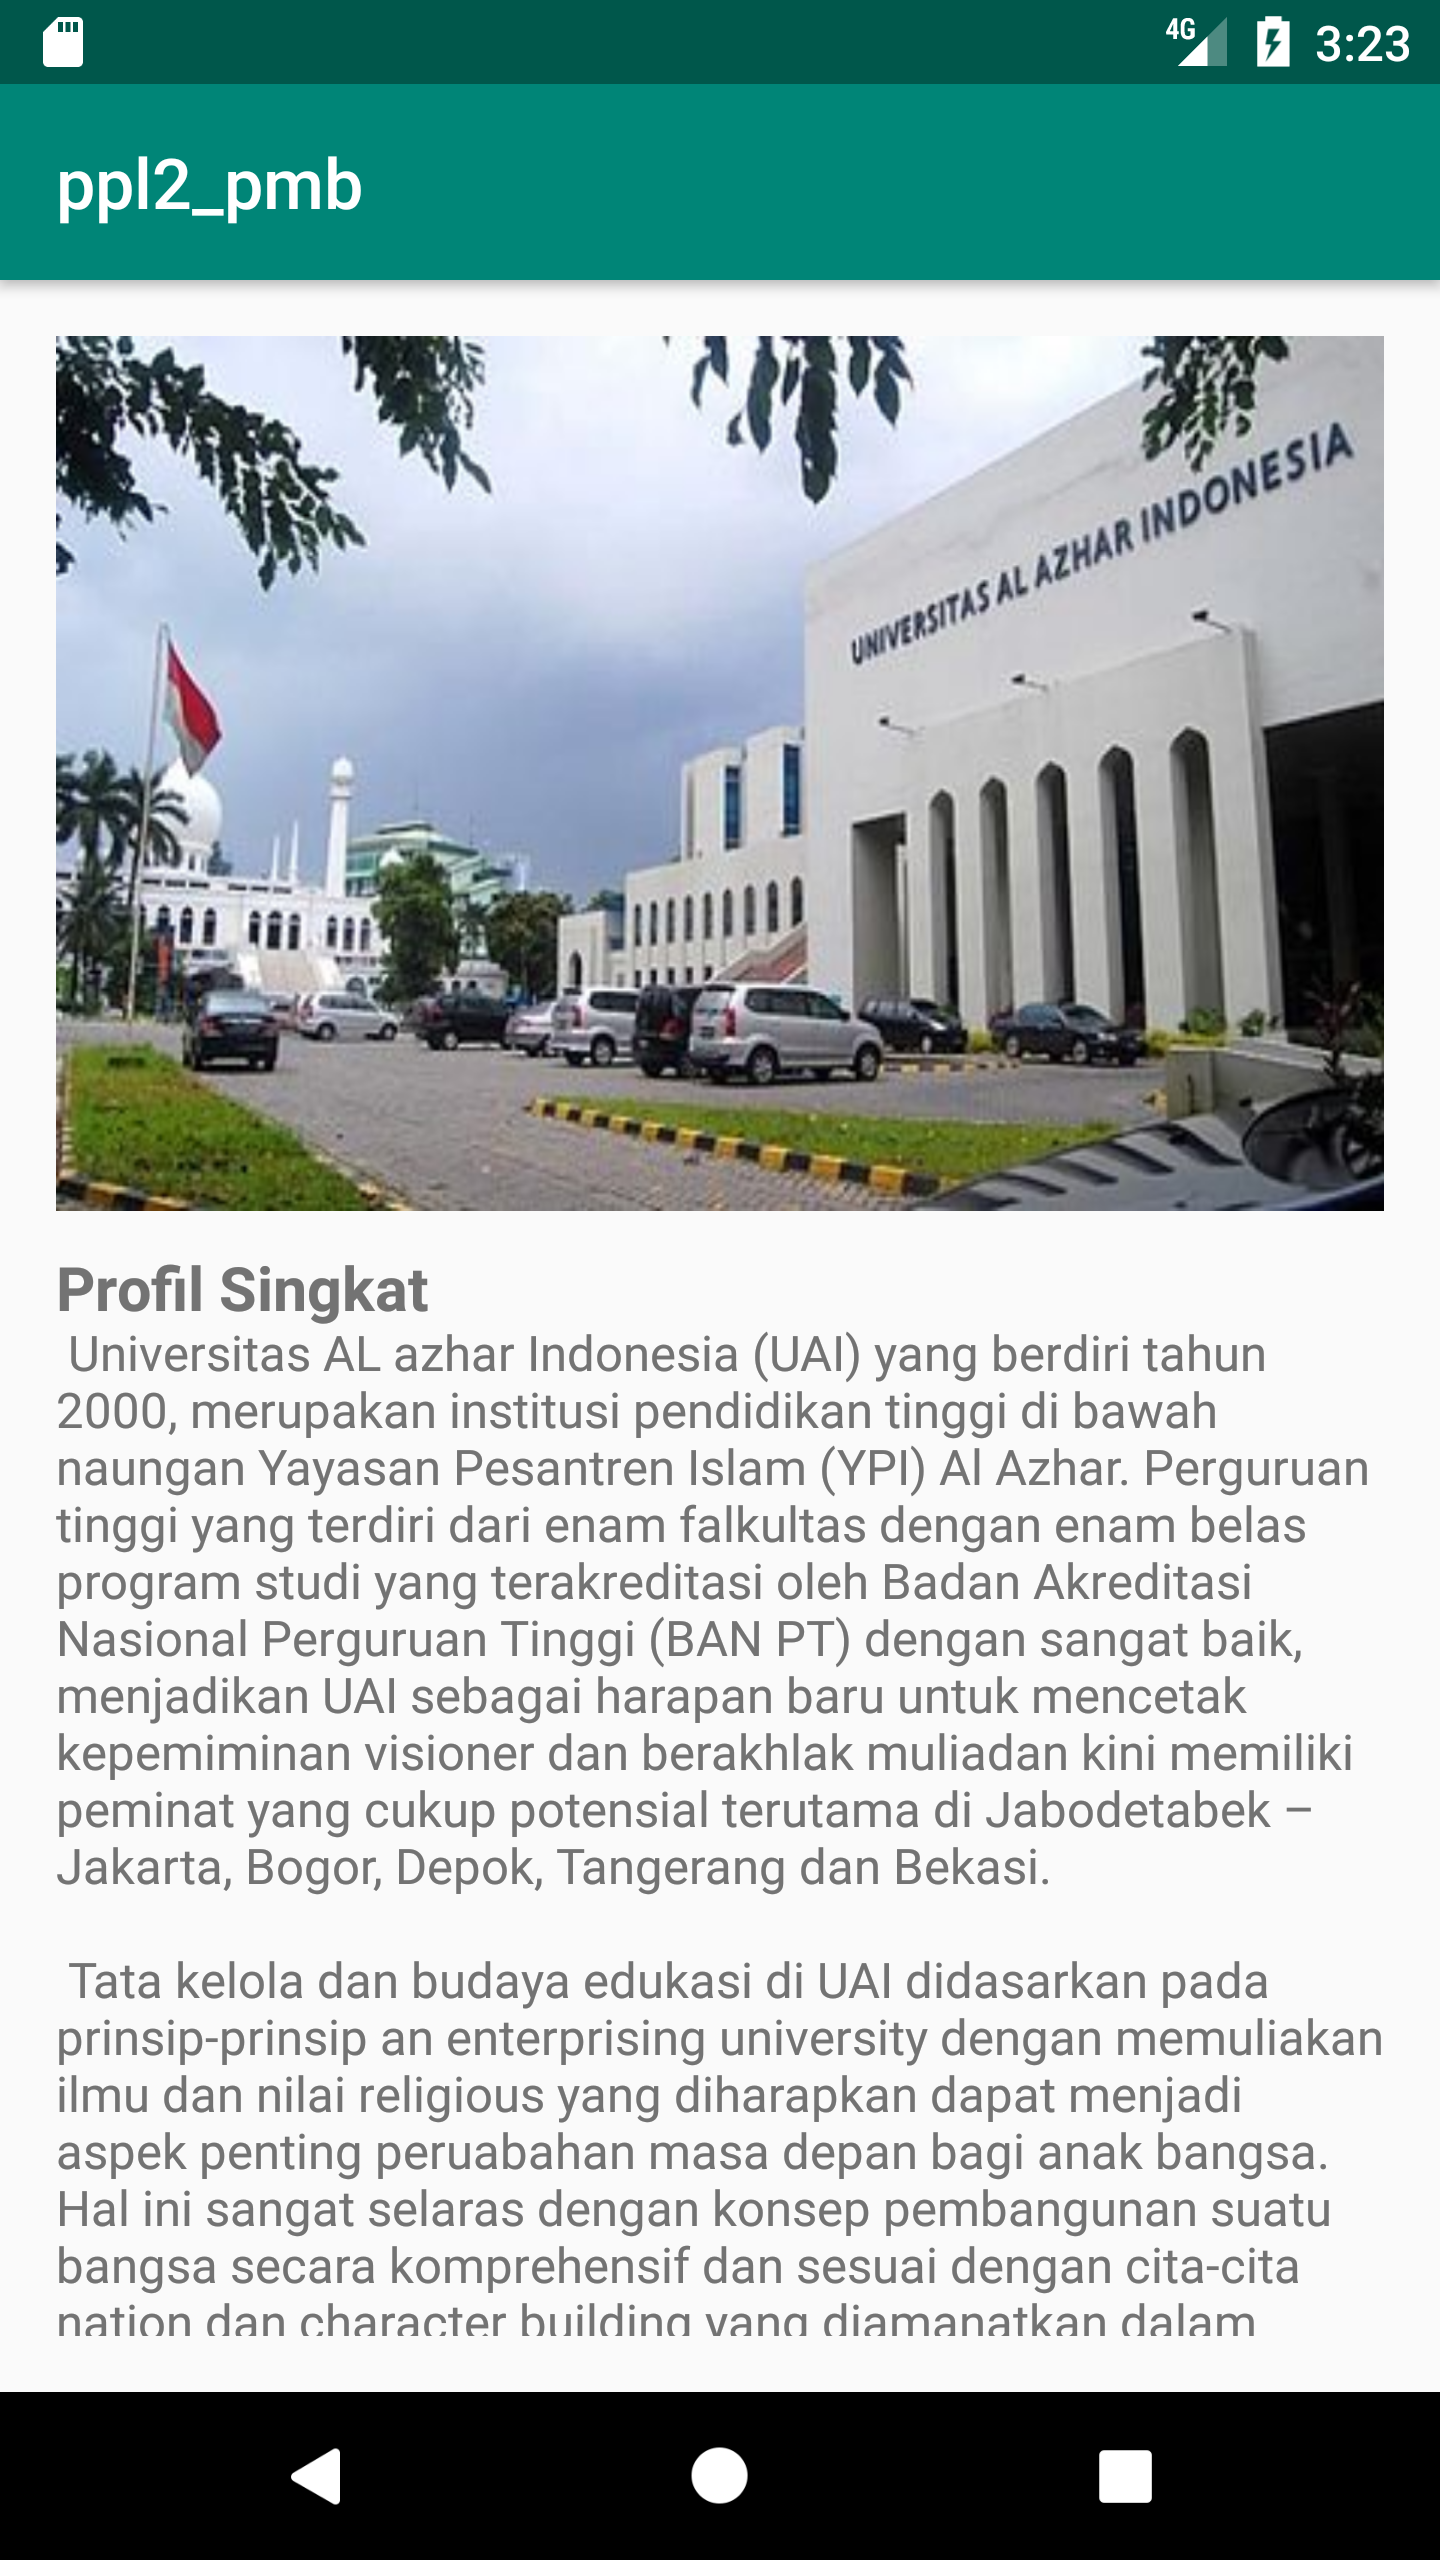 4G 3:23
ppl2_pmb
UNIVERSITAS AL AZHAR INDONESIA
Profil Singkat
Universitas AL azhar Indonesia (UAI) yang berdiri tahun
2000, merupakan institusi pendidikan tinggi di bawah
naungan Yayasan Pesantren Islam (YPI) Al Azhar. Perguruan
tinggi yang terdiri dari enam falkultas dengan enam belas
program studi yang terakreditasi oleh Badan Akreditasi
Nasional Perguruan Tinggi (BAN PT) dengan sangat baik,
menjadikan UAI sebagai harapan baru untuk mencetak
kepemiminan visioner dan berakhlak muliadan kini memiliki
peminat yang cukup potensial terutama di Jabodetabek –
Jakarta, Bogor, Depok, Tangerang dan Bekasi.
Tata kelola dan budaya edukasi di UAI didasarkan pada
prinsip-prinsip an enterprising university dengan memuliakan
ilmu dan nilai religious yang diharapkan dapat menjadi
aspek penting peruabahan masa depan bagi anak bangsa.
Hal ini sangat selaras dengan konsep pembangunan suatu
bangsa secara komprehensif dan sesuai dengan cita-cita
nation dan character building yang diamanatkan dalam